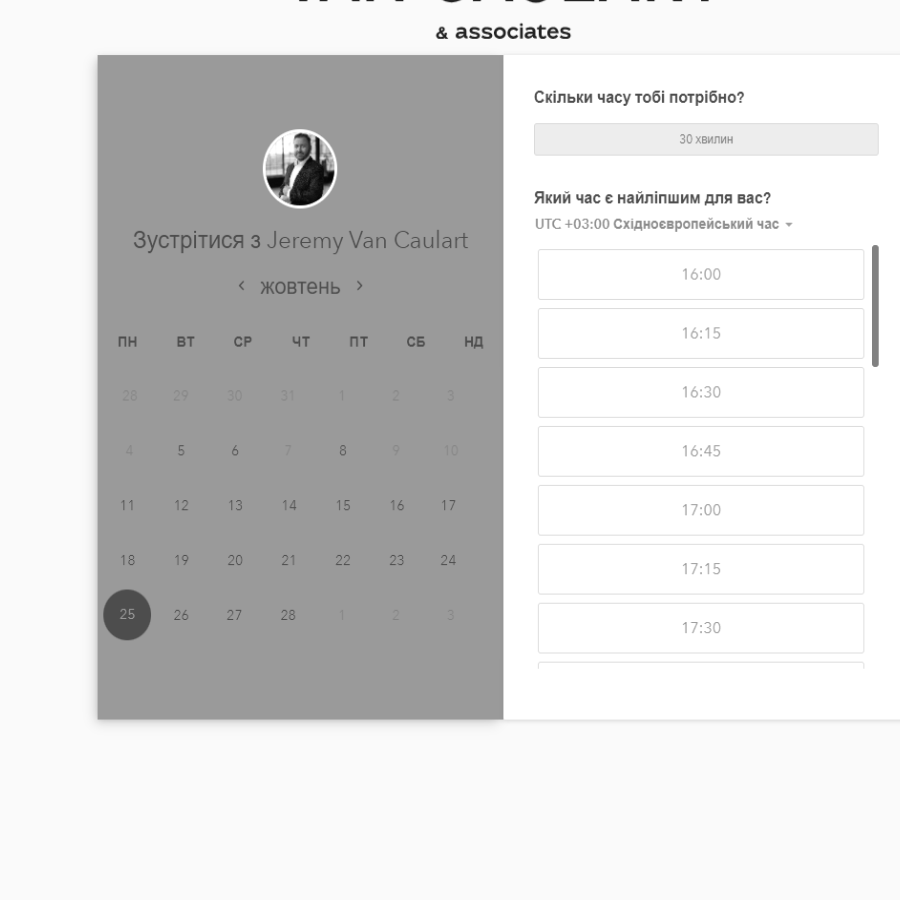 & associates
Зустрітися з Jeremy Van Caulart
‹ жовтень ›
ПН ВТ СР ЧТ ПТ СБ НД
28 29 30 31 1 2 3
4 5 6 7 8 9 10
11 12 13 14 15 16 17
18 19 20 21 22 23 24
25 26 27 28 1 2 3
Скільки часу тобі потрібно?
30 хвилин
Який час є найліпшим для вас?
UTC +03:00 Східноєвропейський час
16:00
16:15
16:30
16:45
17:00
17:15
17:30